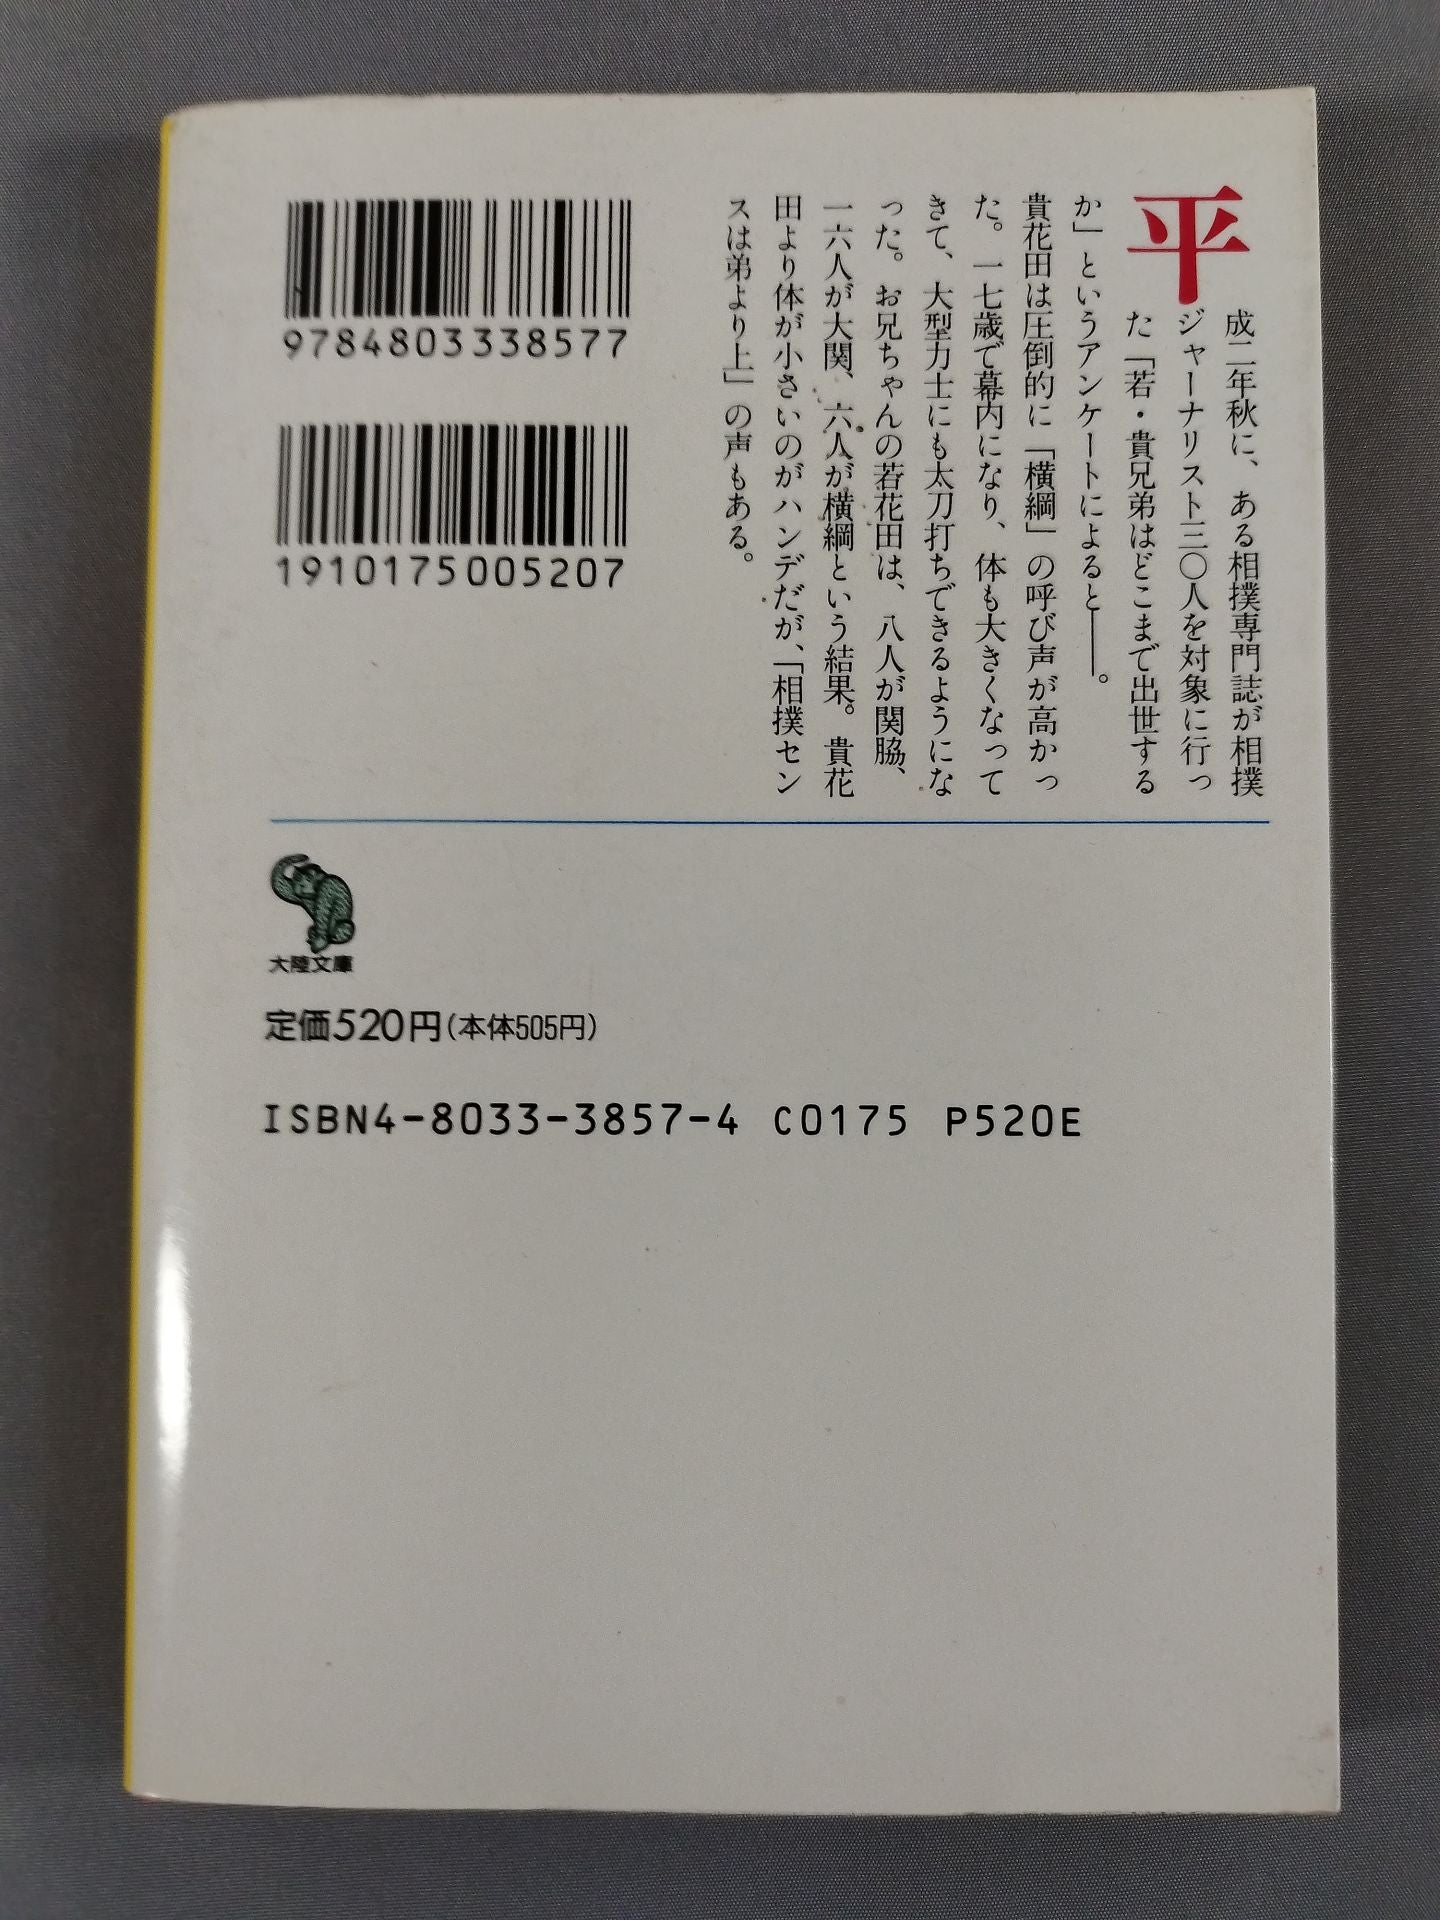 平成二年秋に、ある相撲専門誌が相撲
ジャーナリスト三〇人を対象に行っ
た「若・貴兄弟はどこまで出世する
か」というアンケートによると――。
貴花田は圧倒的に「横綱」の呼び声が高かっ
た。一七歳で幕内になり、体も大きくなって
きて、大型力士にも太刀打ちできるようにな
った。お兄ちゃんの若花田は、八人が関脇、
一六人が大関、六人が横綱という結果。貴花
田より体が小さいのがハンデだが、「相撲セン
スは弟より上」の声もある。
9784803338577
1910175005207
大陸文庫
定価520円(本体505円)
ISBN4-8033-3857-4 C0175 P520E